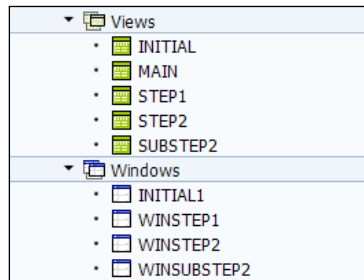 Views
INITIAL
MAIN
STEP1
STEP2
SUBSTEP2
Windows
INITIAL1
WINSTEP1
WINSTEP2
WINSUBSTEP2